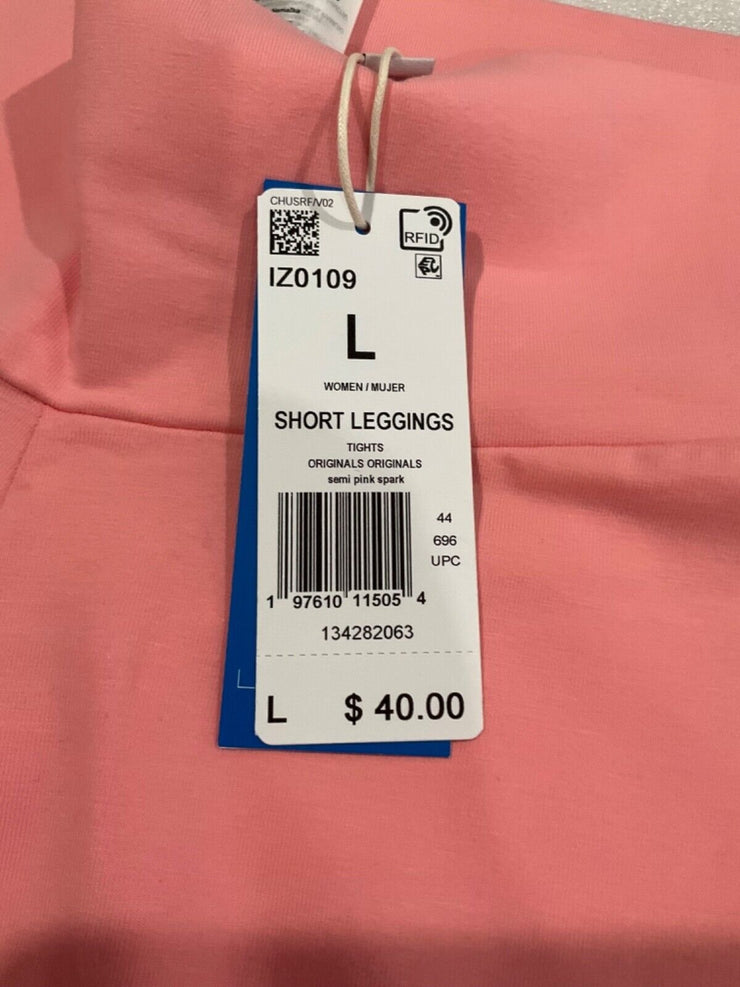 CHUSRF/V02
RFID
IZ0109
L
WOMEN / MUJER
SHORT LEGGINGS
TIGHTS
ORIGINALS ORIGINALS
semi pink spark
44
696
UPC
1 97610 11505 4
134282063
L $ 40.00